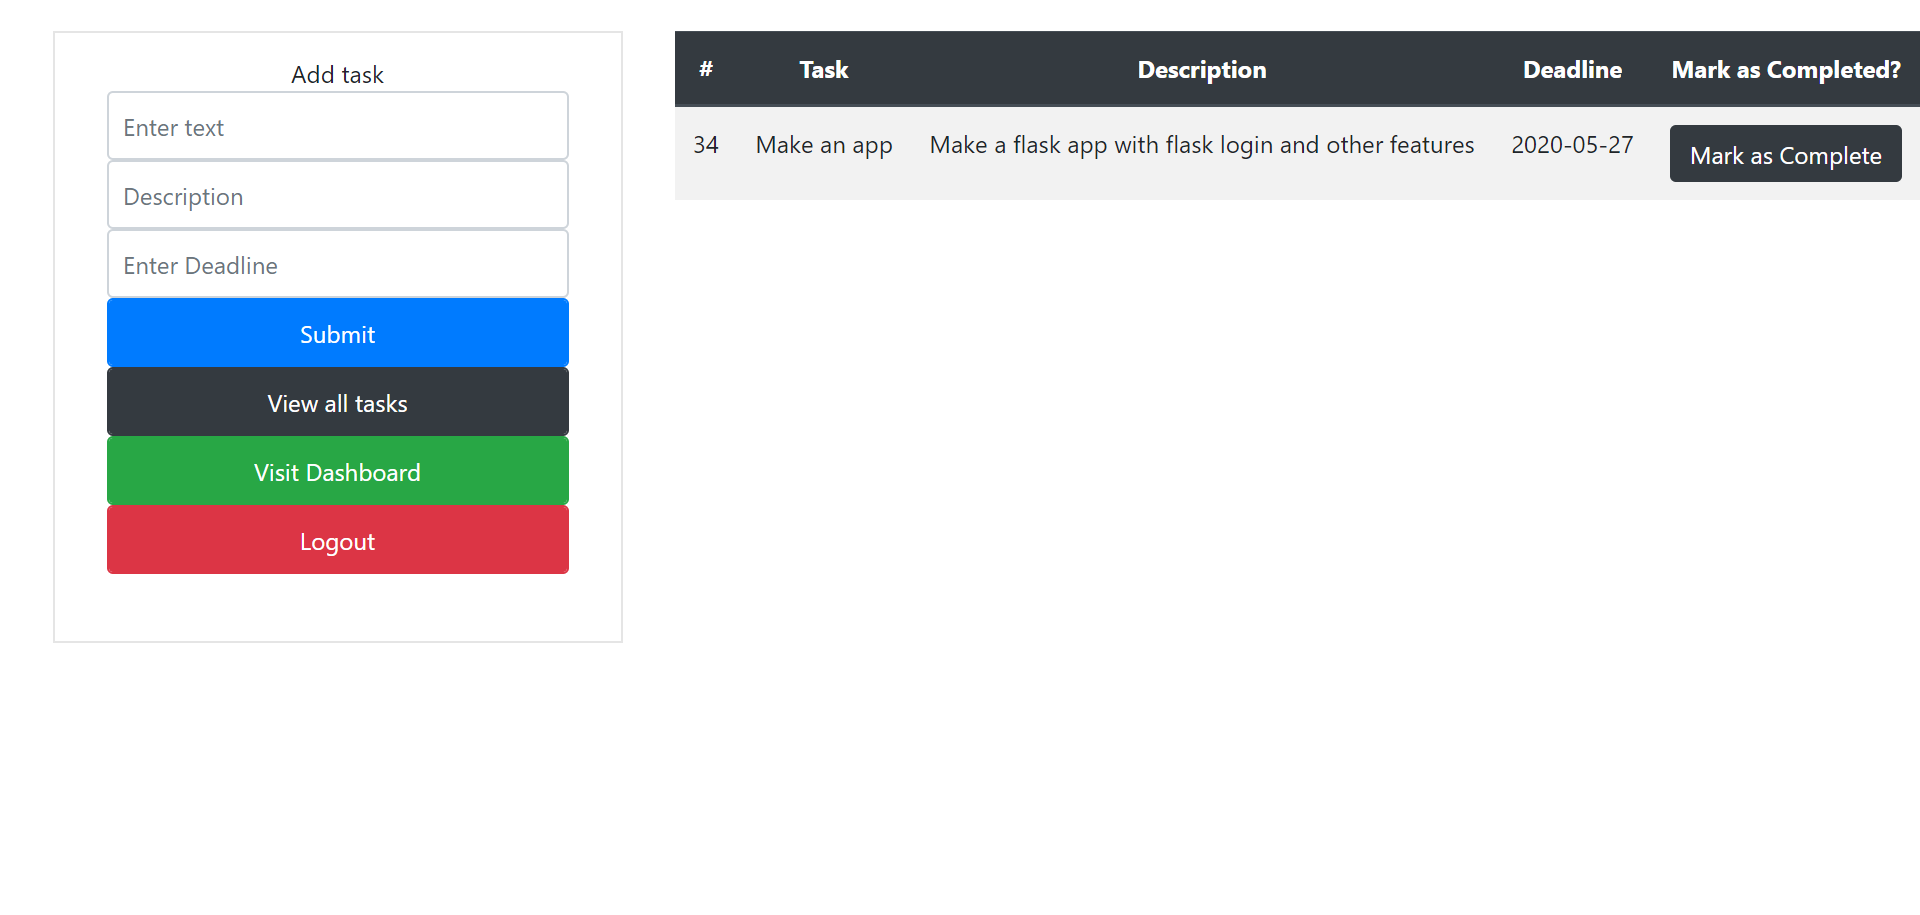 Add task
Enter text
Description
Enter Deadline
Submit
View all tasks
Visit Dashboard
Logout
# Task Description Deadline Mark as Completed?
34 Make an app Make a flask app with flask login and other features 2020-05-27 Mark as Complete